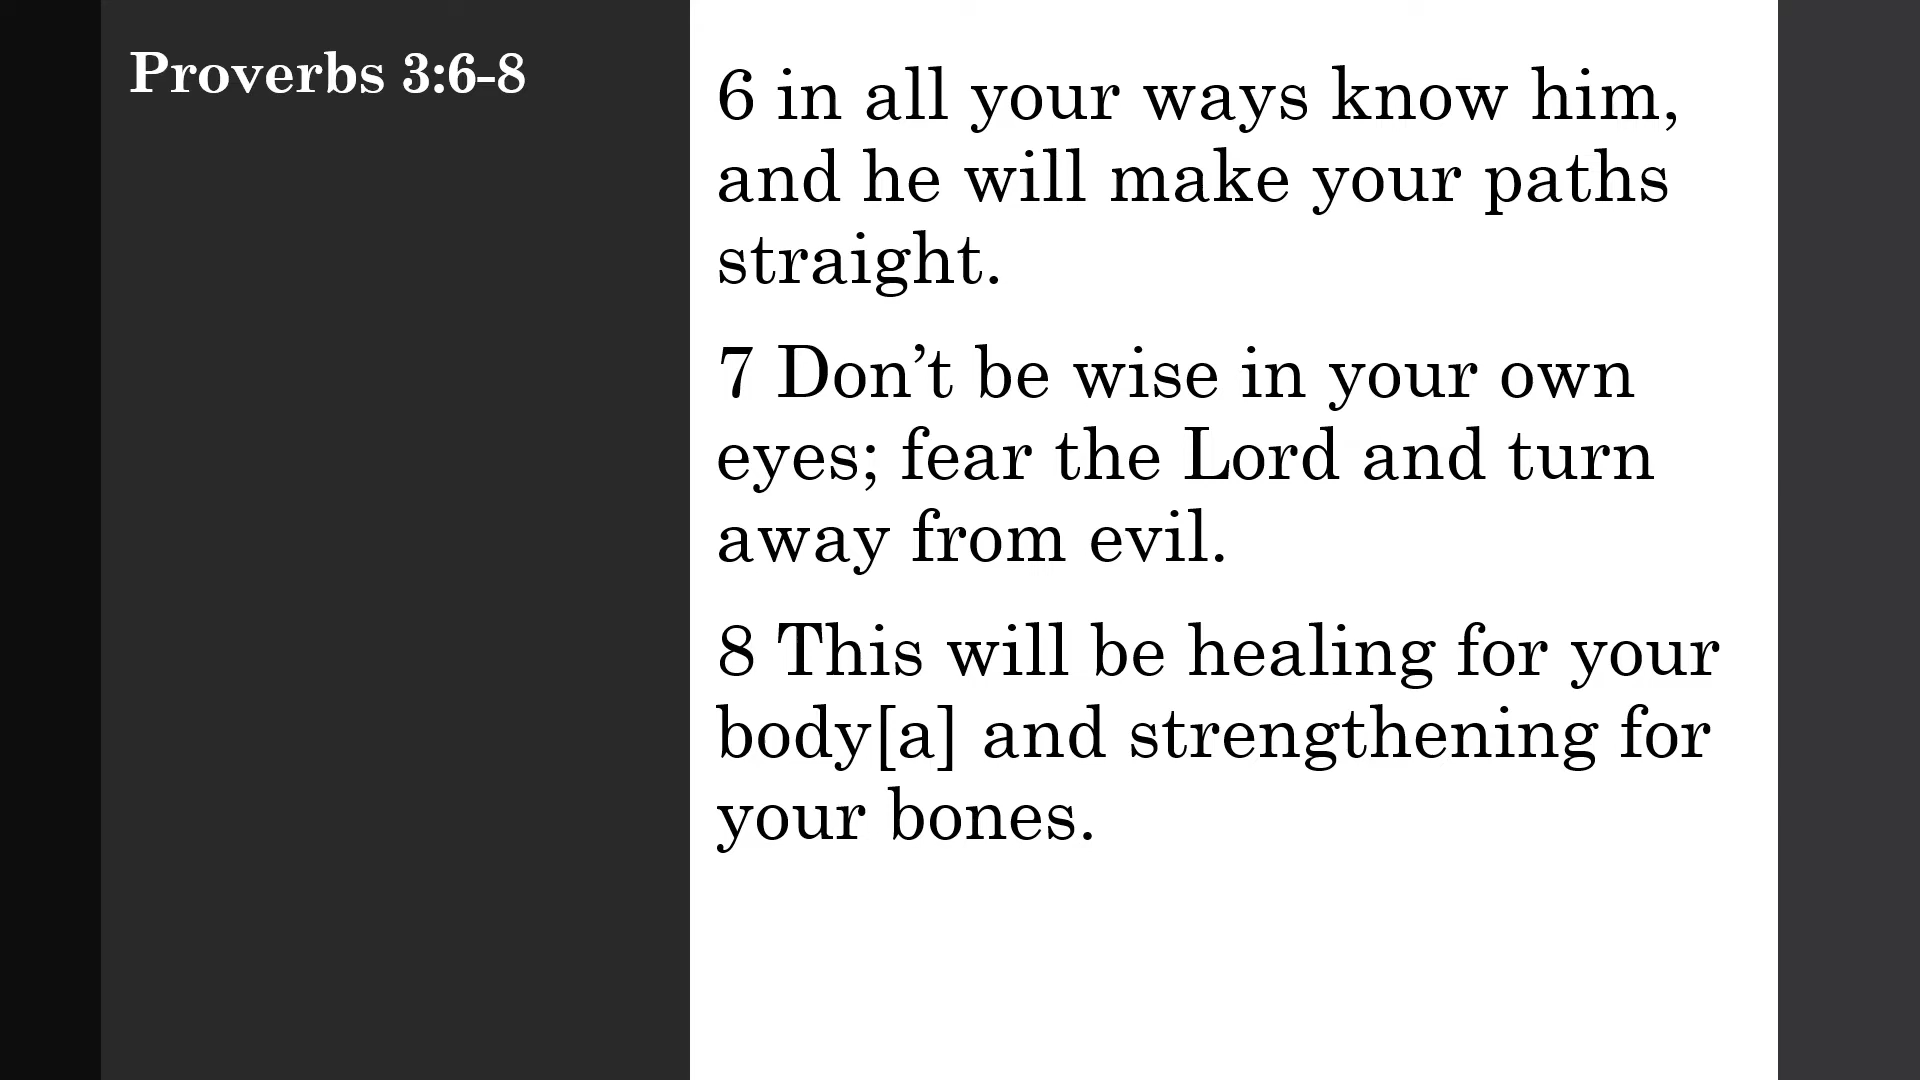 Proverbs 3:6-8
6 in all your ways know him,
and he will make your paths
straight.
7 Don’t be wise in your own
eyes; fear the Lord and turn
away from evil.
8 This will be healing for your
body[a] and strengthening for
your bones.